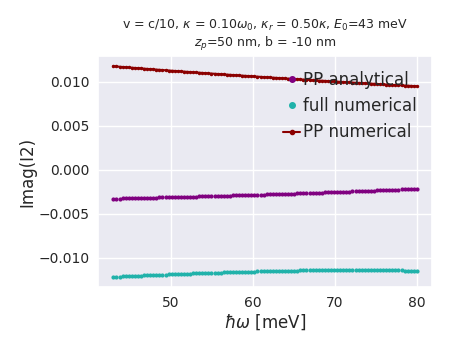 v = c/10, κ = 0.10ω₀, κᵣ = 0.50κ, E₀=43 meV
zₚ=50 nm, b = -10 nm
PP analytical
full numerical
PP numerical
0.010
0.005
0.000
−0.005
−0.010
Imag(I2)
50
60
70
80
ħω [meV]